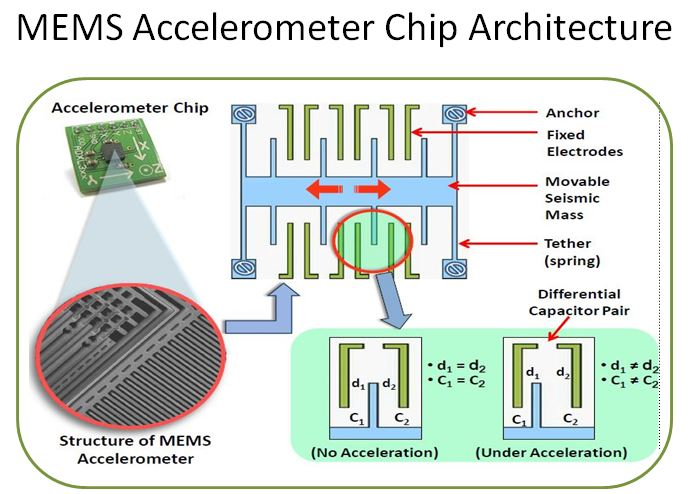 MEMS Accelerometer Chip Architecture
Accelerometer Chip
Anchor
Fixed
Electrodes
Movable
Seismic
Mass
Tether
(spring)
Differential
Capacitor Pair
d₁ d₂
C₁ C₂
• d₁ = d₂
• C₁ = C₂
(No Acceleration)
d₁ d₂
C₁ C₂
• d₁ ≠ d₂
• C₁ ≠ C₂
(Under Acceleration)
Structure of MEMS
Accelerometer